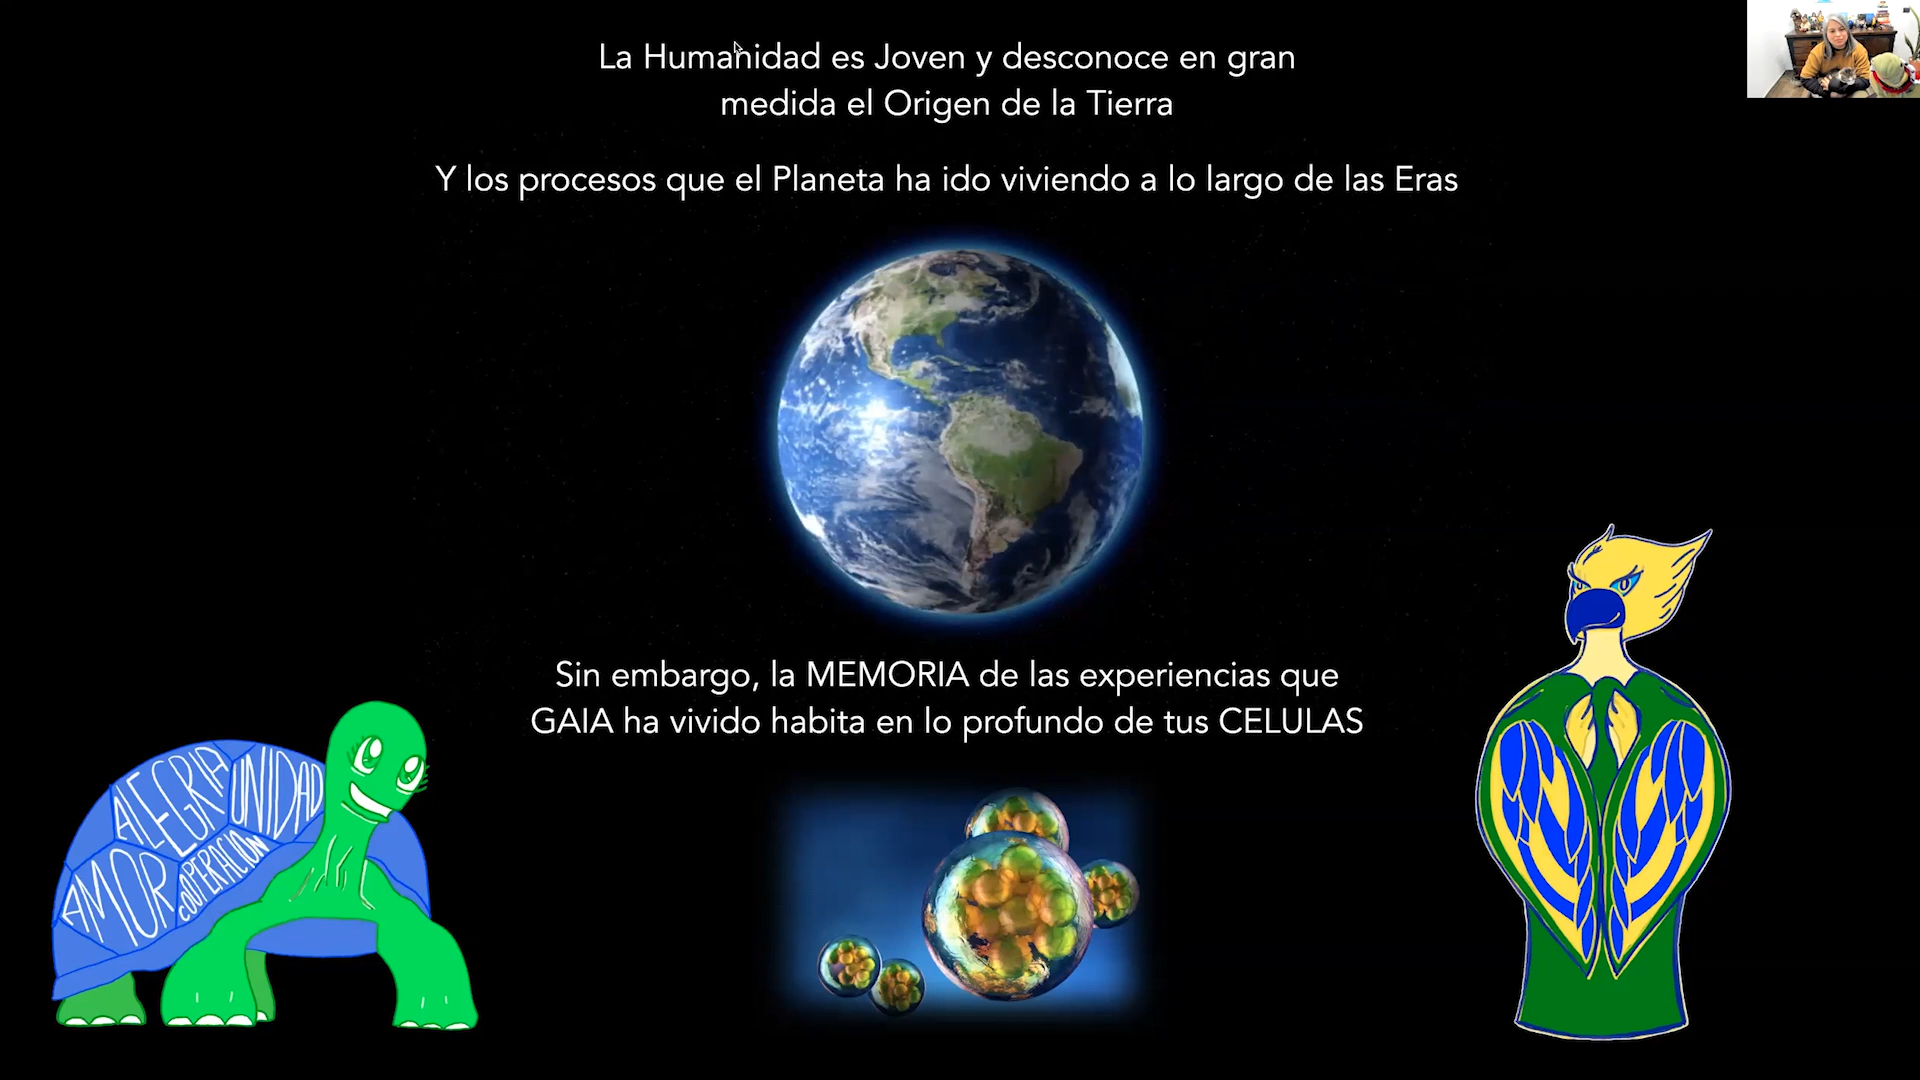 La Humanidad es Joven y desconoce en gran
medida el Origen de la Tierra
Y los procesos que el Planeta ha ido viviendo a lo largo de las Eras
Sin embargo, la MEMORIA de las experiencias que
GAIA ha vivido habita en lo profundo de tus CELULAS
ALEGRIA
UNIDAD
AMOR
COOPERACION